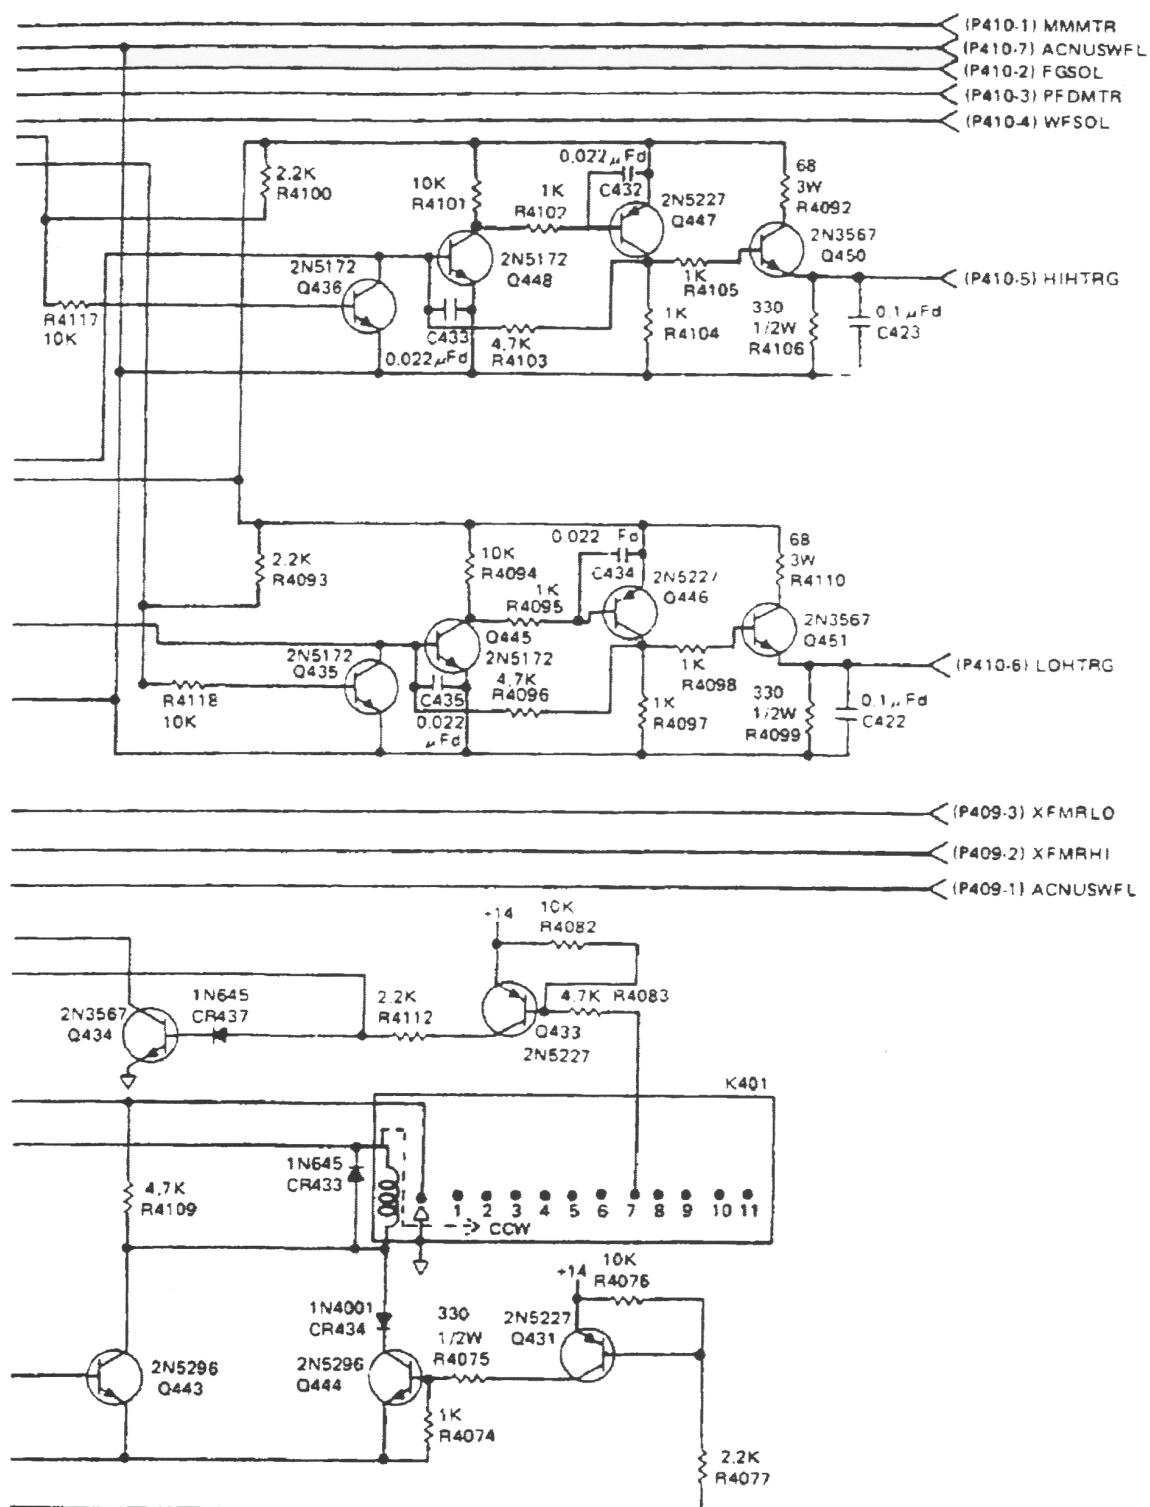 (P410-1) MMMTR
(P410-7) ACNUSWFL
(P410-2) FGSOL
(P410-3) PFDMTR
(P410-4) WFSOL
2.2K
R4100
10K
R4101
1K
R4102
0.022 μFd
C432
2N5227
Q447
68
3W
R4092
2N3567
Q450
2N5172
Q436
2N5172
Q448
1K
R4105
(P410-5) HIHTRG
R4117
10K
C433
0.022 μFd
4.7K
R4103
1K
R4104
330
1/2W
R4106
0.1 μFd
C423
2.2K
R4093
10K
R4094
1K
R4095
0.022 Fd
C434
2N5227
Q446
68
3W
R4110
2N3567
Q451
2N5172
Q435
Q445
2N5172
4.7K
R4096
1K
R4098
(P410-6) LOHTRG
R4118
10K
C435
0.022
μFd
1K
R4097
330
1/2W
R4099
0.1 μFd
C422
(P409-3) XFMRLO
(P409-2) XFMRHI
(P409-1) ACNUSWFL
+14
10K
R4082
2N3567
Q434
1N645
CR437
2.2K
R4112
4.7K R4083
Q433
2N5227
K401
4.7K
R4109
1N645
CR433
1 2 3 4 5 6 7 8 9 10 11
CCW
+14
10K
R4076
1N4001
CR434
330
1/2W
R4075
2N5227
Q431
2N5296
Q443
2N5296
Q444
1K
R4074
2.2K
R4077